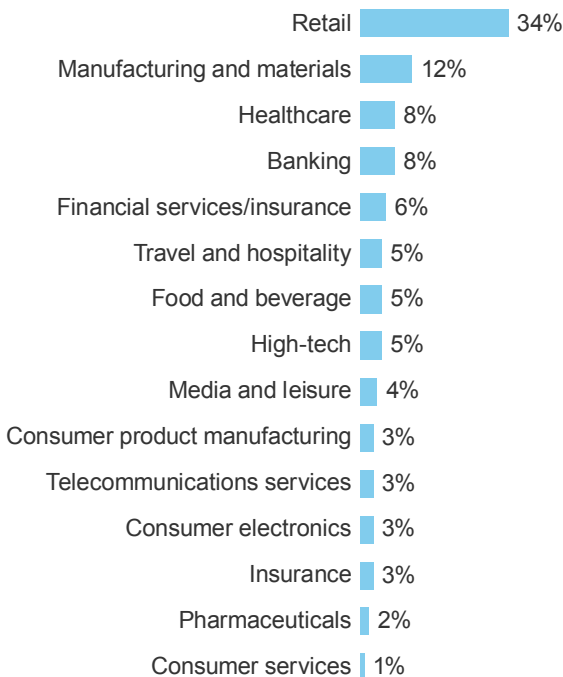 Retail 34%
Manufacturing and materials 12%
Healthcare 8%
Banking 8%
Financial services/insurance 6%
Travel and hospitality 5%
Food and beverage 5%
High-tech 5%
Media and leisure 4%
Consumer product manufacturing 3%
Telecommunications services 3%
Consumer electronics 3%
Insurance 3%
Pharmaceuticals 2%
Consumer services 1%